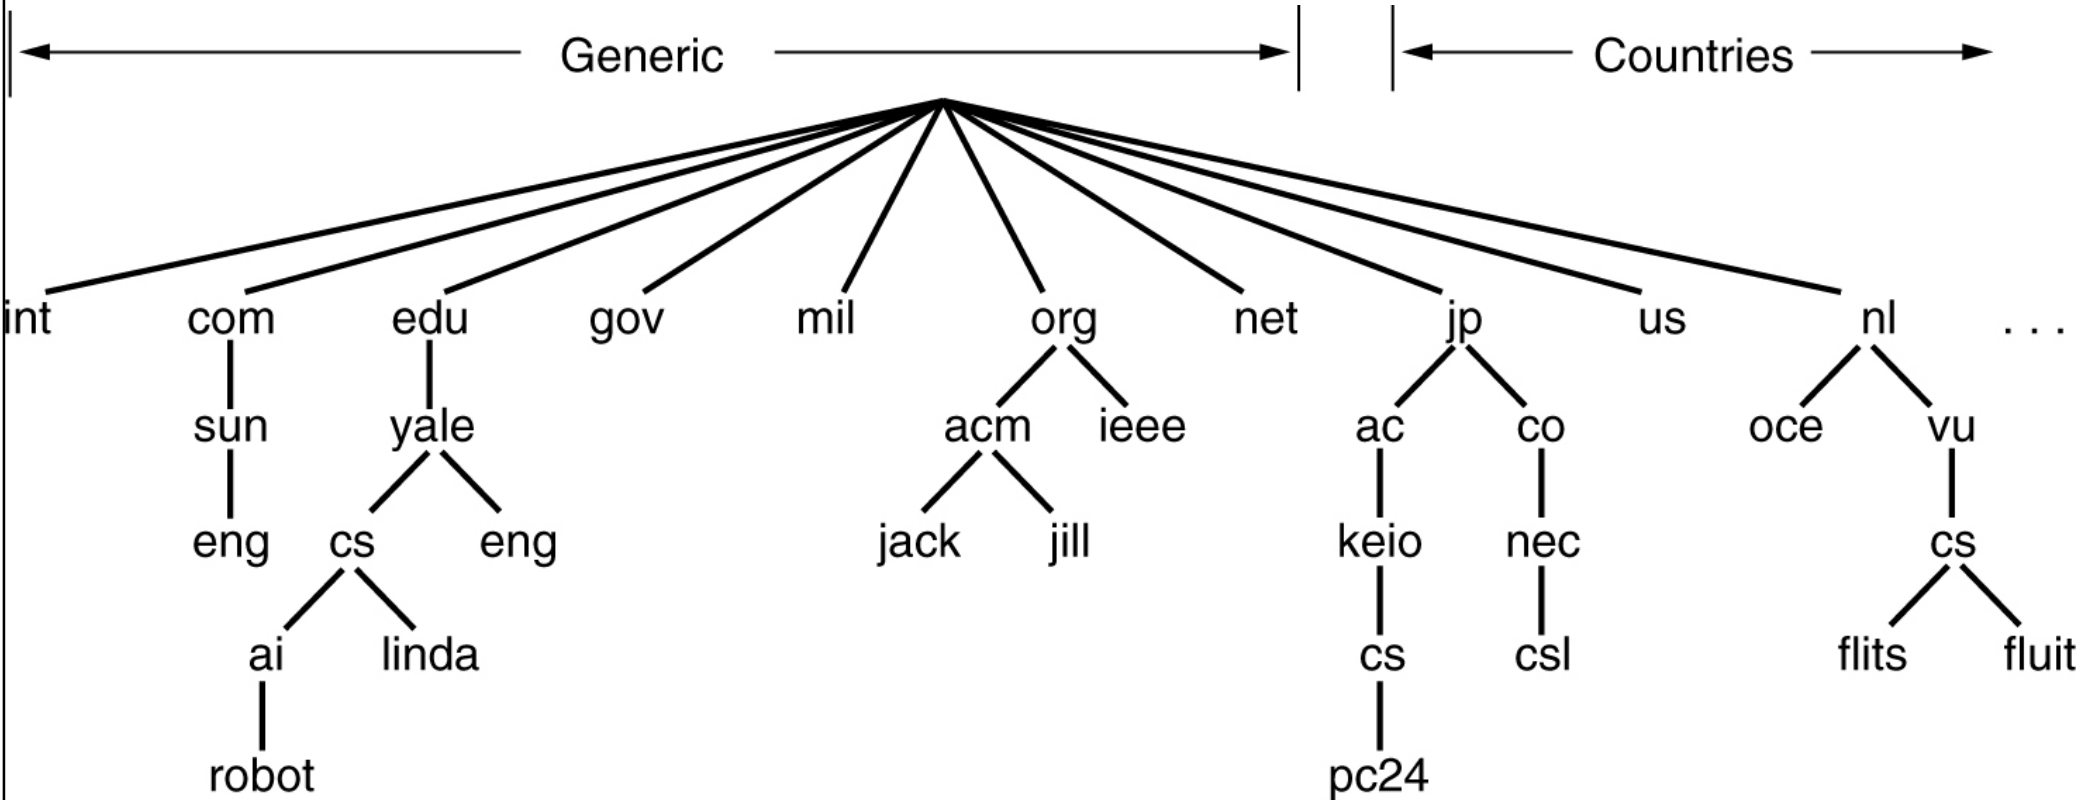 Generic Countries
int com edu gov mil org net jp us nl . . .
sun yale acm ieee ac co oce vu
eng cs eng jack jill keio nec cs
ai linda cs csl flits fluit
robot pc24